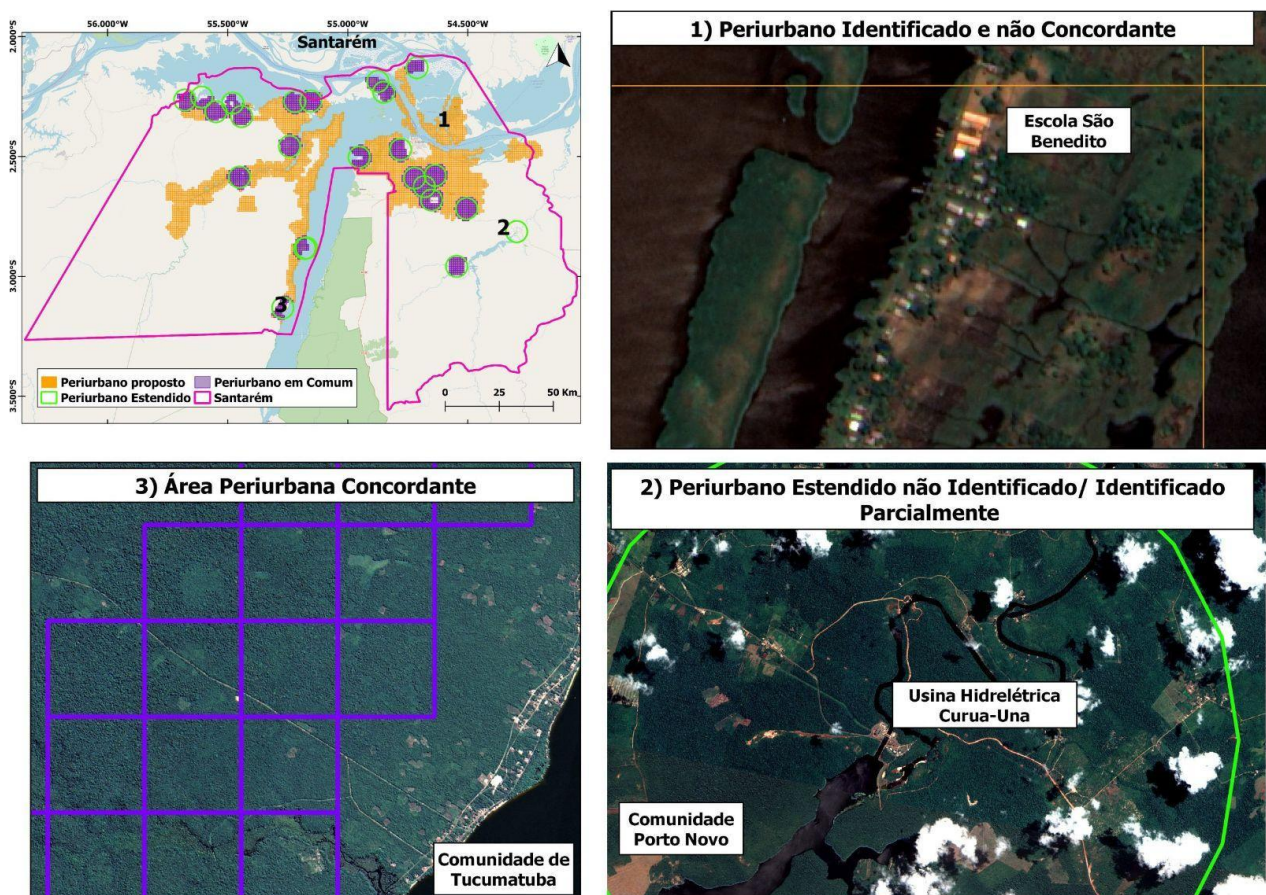 56.000°W 55.500°W 55.000°W 54.500°W
2.000°S
2.500°S
3.000°S
3.500°S
Santarém
1
2
3
Periurbano proposto Periurbano em Comum
Periurbano Estendido Santarém
0 25 50 Km
1) Periurbano Identificado e não Concordante
Escola São
Benedito
3) Área Periurbana Concordante
Comunidade de
Tucumatuba
2) Periurbano Estendido não Identificado/ Identificado
Parcialmente
Usina Hidrelétrica
Curua-Una
Comunidade
Porto Novo